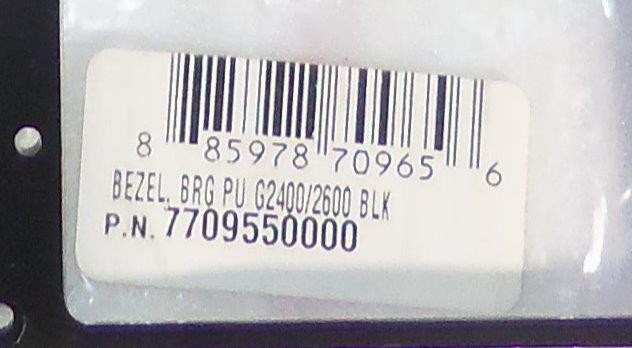 8 85978 70965 6
BEZEL, BRG PU G2400/2600 BLK
P.N. 7709550000